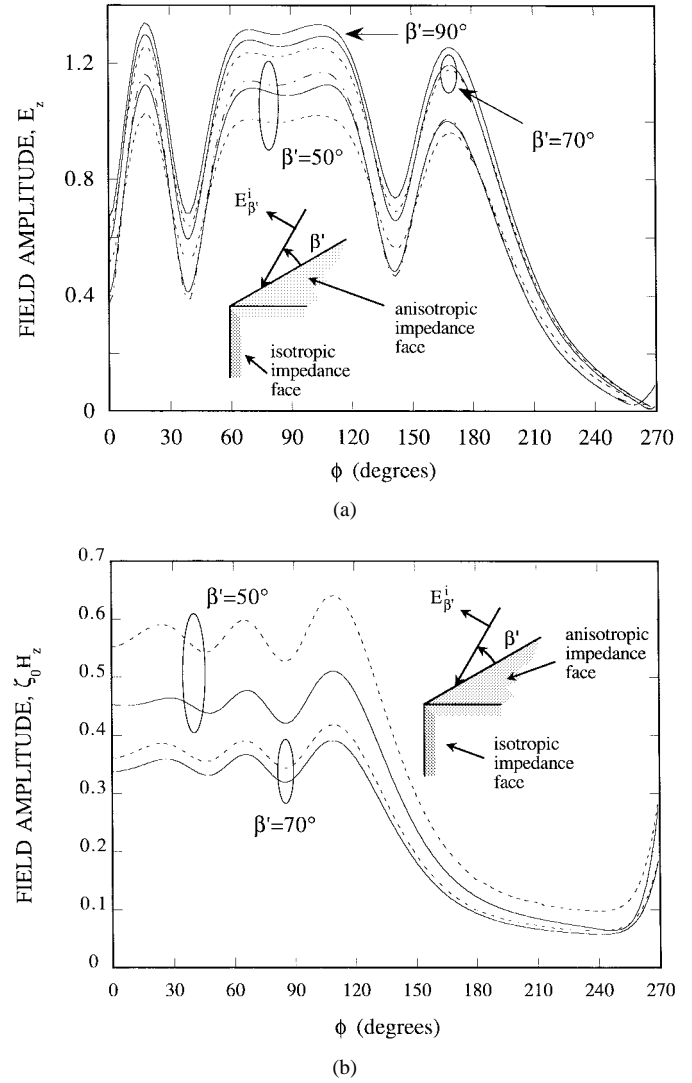 1.2
0.8
0.4
0
FIELD AMPLITUDE, E_z
β'=90°
β'=70°
β'=50°
E^i_β'
β'
anisotropic
impedance
face
isotropic
impedance
face
0 30 60 90 120 150 180 210 240 270
ϕ (degrees)
(a)
0.7
0.6
0.5
0.4
0.3
0.2
0.1
0
FIELD AMPLITUDE, ζ_0 H_z
β'=50°
β'=70°
E^i_β'
β'
anisotropic
impedance
face
isotropic
impedance
face
0 30 60 90 120 150 180 210 240 270
ϕ (degrees)
(b)